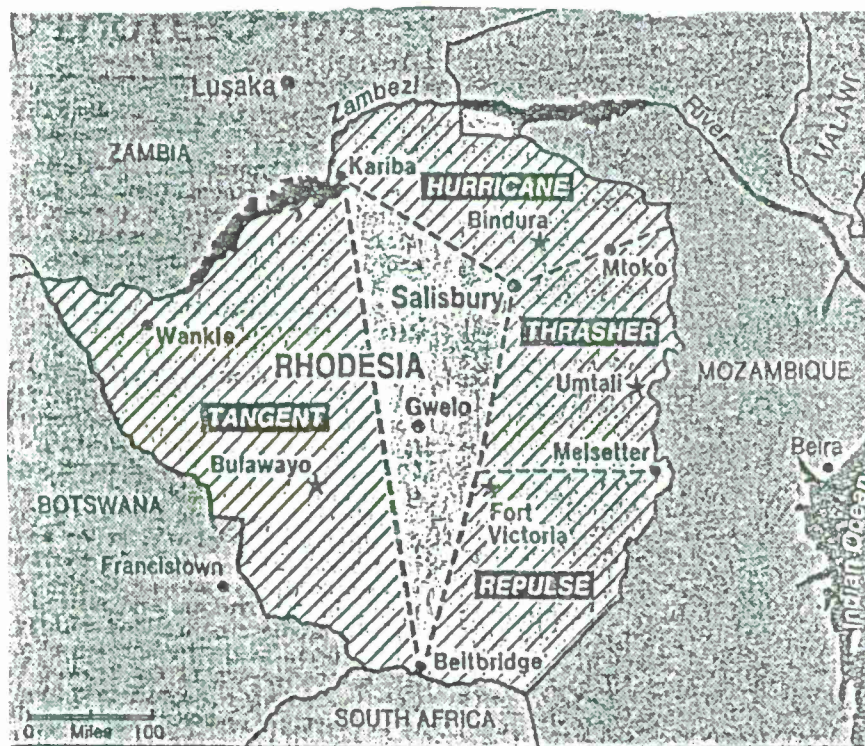 Lusaka
Zambezi
River
MALAWI
ZAMBIA
Kariba
HURRICANE
Bindura
Mtoko
Salisbury
THRASHER
Wankie
RHODESIA
MOZAMBIQUE
Umtali
TANGENT
Gwelo
Melsetter
Beira
Bulawayo
BOTSWANA
Fort
Victoria
Francistown
REPULSE
Indian Ocean
Beitbridge
SOUTH AFRICA
0 Miles 100